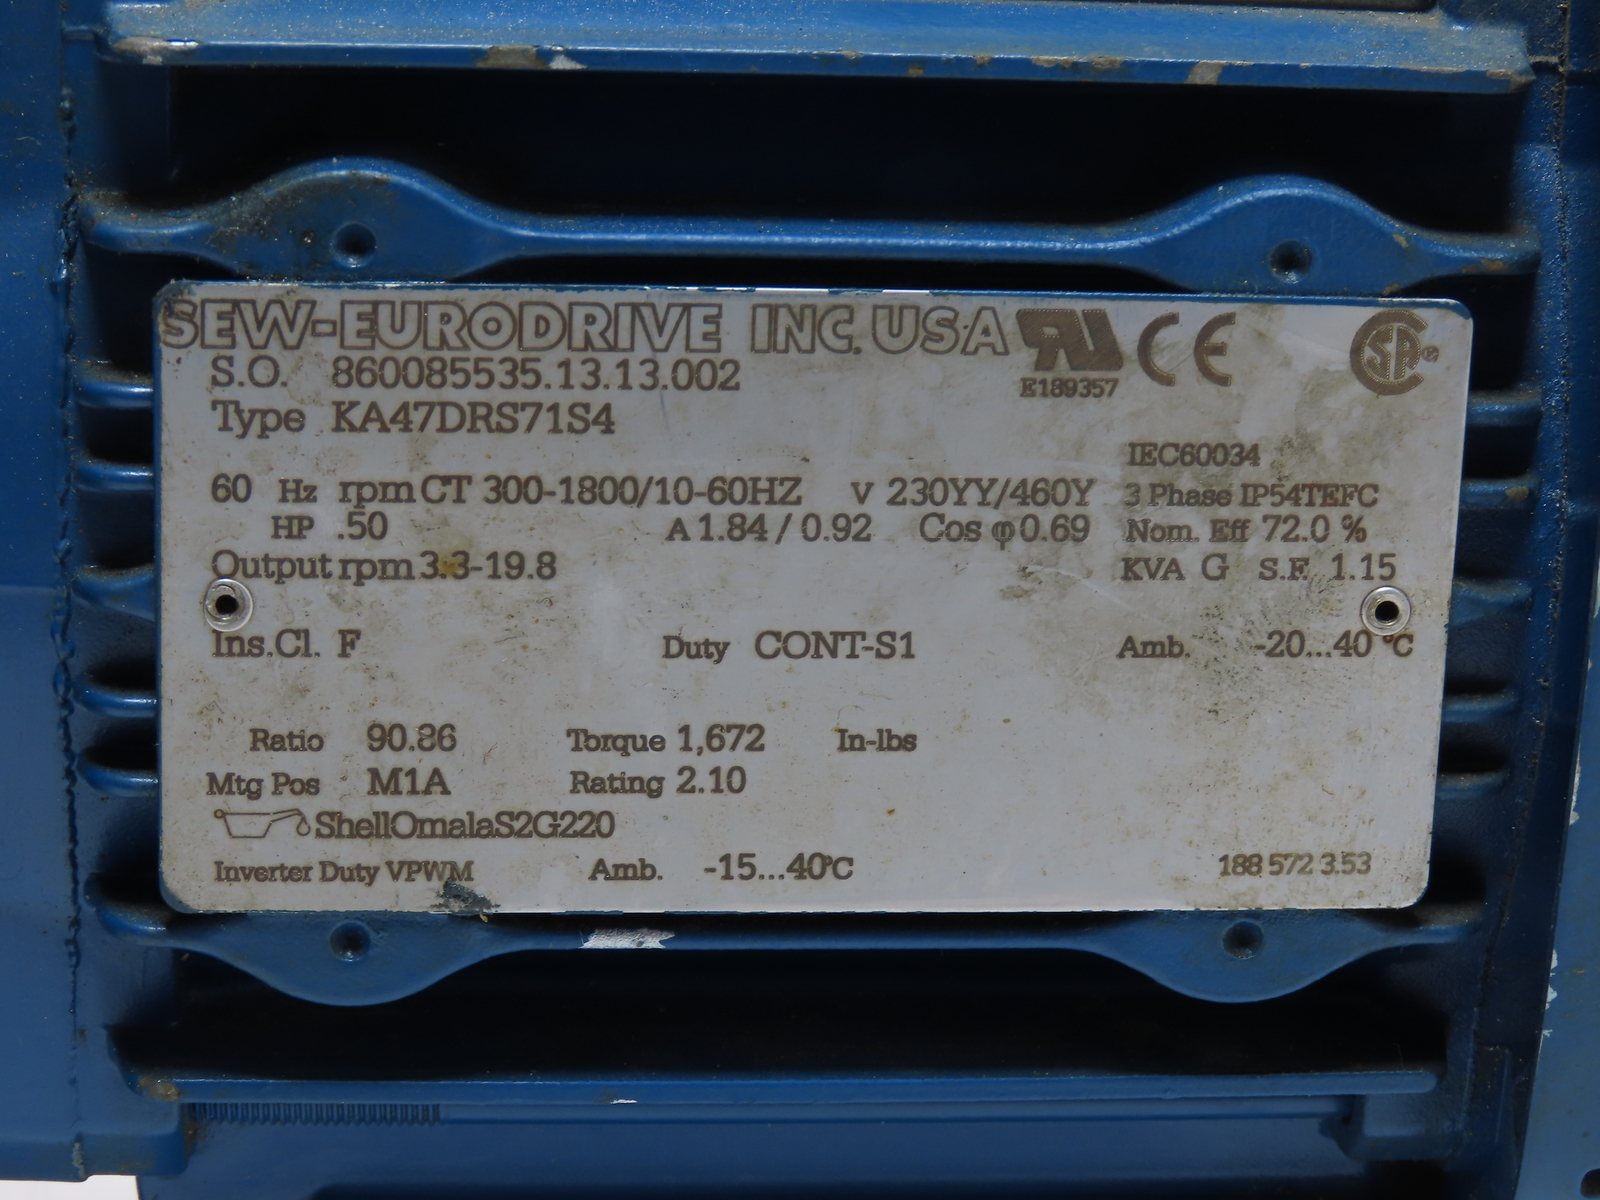 SEW-EURODRIVE INC. USA
S.O. 860085535.13.13.002
E189357
Type KA47DRS71S4
IEC60034
60 Hz rpm CT 300-1800/10-60HZ V 230YY/460Y 3 Phase IP54TEFC
HP .50 A 1.84 / 0.92 Cos φ 0.69 Nom. Eff 72.0 %
Output rpm 3.3-19.8 KVA G S.F. 1.15
Ins.Cl. F Duty CONT-S1 Amb. -20...40 °C
Ratio 90.86 Torque 1,672 In-lbs
Mtg Pos M1A Rating 2.10
ShellOmalaS2G220
Inverter Duty VPWM Amb. -15...40°C 188 572 3.53